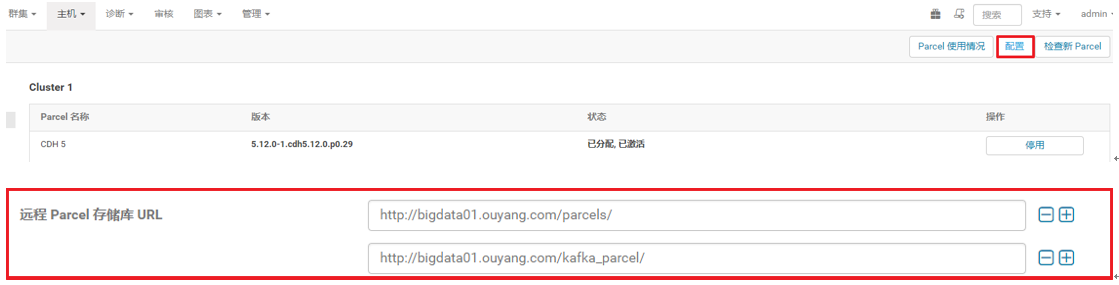 群集 主机 诊断 审核 图表 管理 搜索 支持 admin
Parcel 使用情况 配置 检查新 Parcel
Cluster 1
Parcel 名称 版本 状态 操作
CDH 5 5.12.0-1.cdh5.12.0.p0.29 已分配, 已激活 停用
远程 Parcel 存储库 URL http://bigdata01.ouyang.com/parcels/
http://bigdata01.ouyang.com/kafka_parcel/